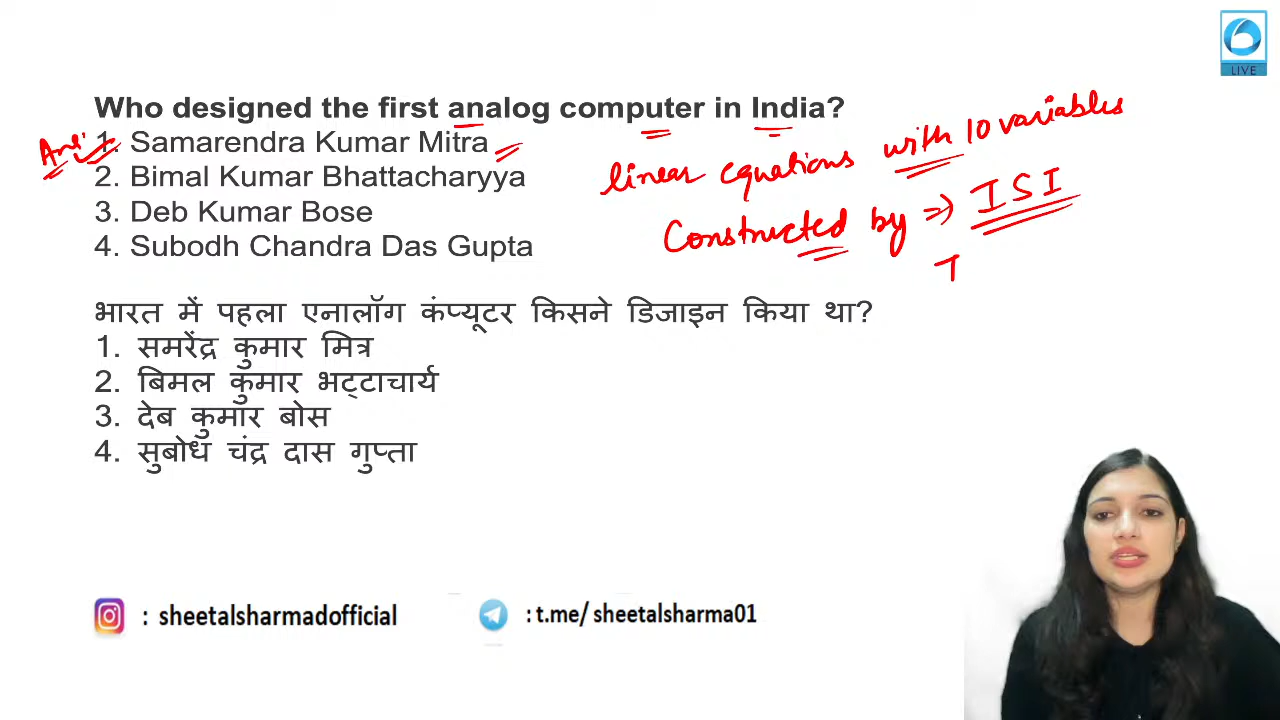 LIVE
Who designed the first analog computer in India?
Ans: 1. Samarendra Kumar Mitra
2. Bimal Kumar Bhattacharyya
3. Deb Kumar Bose
4. Subodh Chandra Das Gupta
linear equations with 10 variables
Constructed by => ISI
भारत में पहला एनालॉग कंप्यूटर किसने डिजाइन किया था?
1. समरेंद्र कुमार मित्र
2. बिमल कुमार भट्टाचार्य
3. देब कुमार बोस
4. सुबोध चंद्र दास गुप्ता
: sheetalsharmadofficial
: t.me/ sheetalsharma01